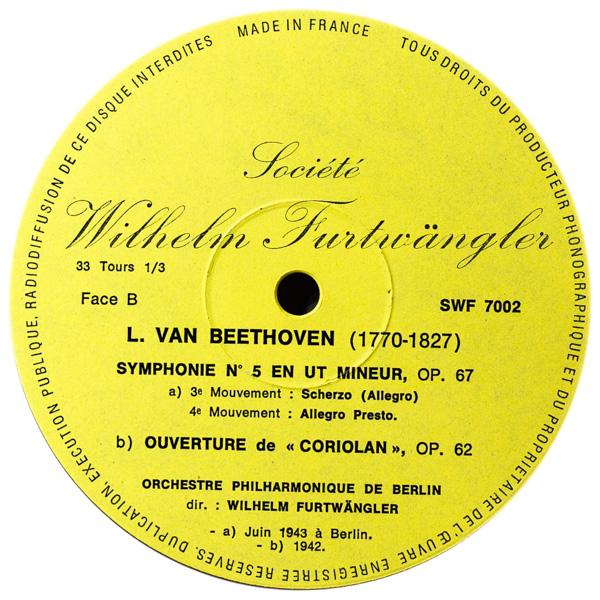 MADE IN FRANCE
TOUS DROITS DU PRODUCTEUR PHONOGRAPHIQUE ET DU PROPRIETAIRE DE L'ŒUVRE ENREGISTREE RESERVES. DUPLICATION, EXECUTION PUBLIQUE, RADIODIFFUSION DE CE DISQUE INTERDITES
Société
Wilhelm Furtwängler
33 Tours 1/3
Face B
SWF 7002
L. VAN BEETHOVEN (1770-1827)
SYMPHONIE N° 5 EN UT MINEUR, OP. 67
a) 3e Mouvement : Scherzo (Allegro)
4e Mouvement : Allegro Presto.
b) OUVERTURE de « CORIOLAN », OP. 62
ORCHESTRE PHILHARMONIQUE DE BERLIN
dir. : WILHELM FURTWÄNGLER
- a) Juin 1943 à Berlin. -
- b) 1942. -